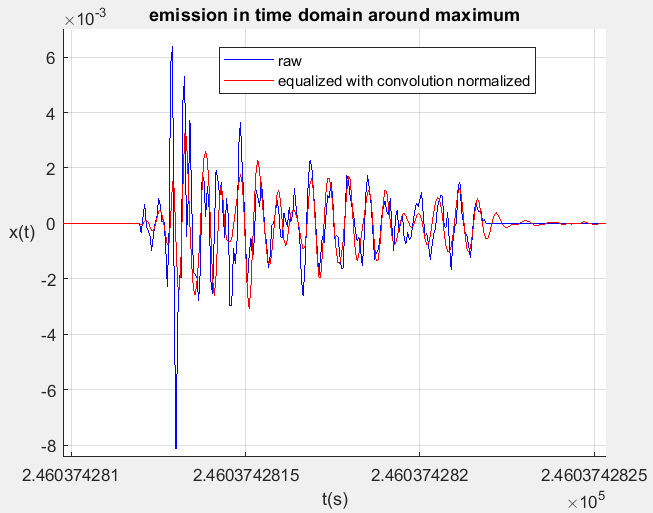 emission in time domain around maximum
×10⁻³
raw
equalized with convolution normalized
6
4
2
0
x(t)
-2
-4
-6
-8
2.460374281 2.4603742815 2.460374282 2.4603742825
t(s)
×10⁵